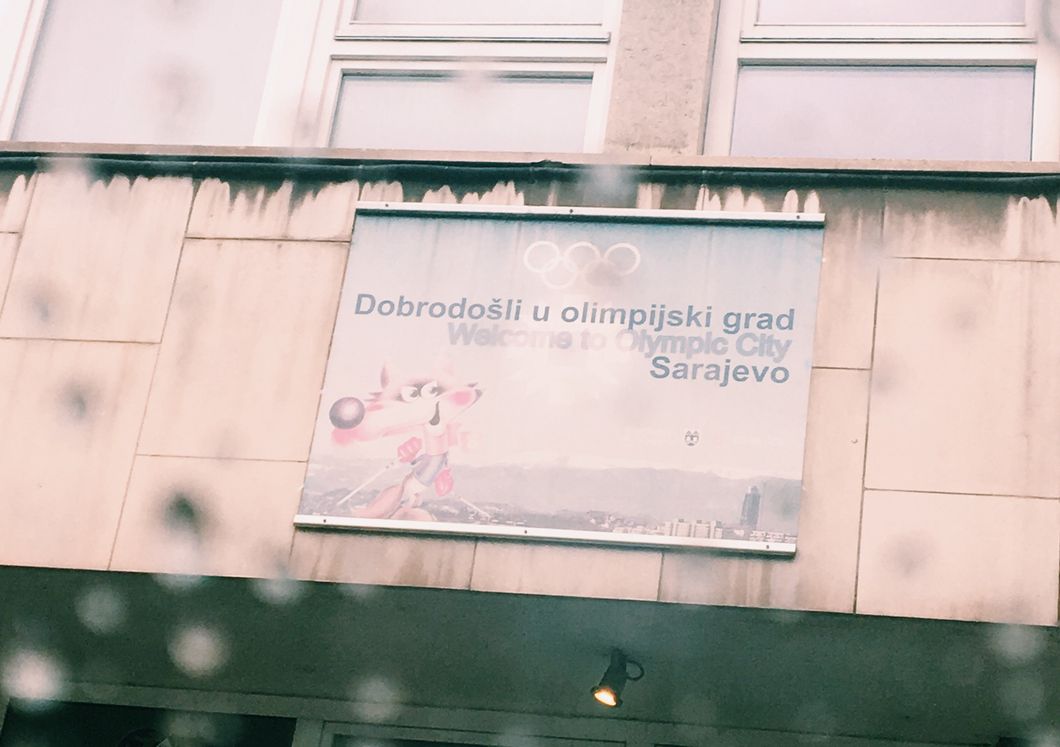 Dobrodošli u olimpijski grad
Welcome to Olympic City
Sarajevo